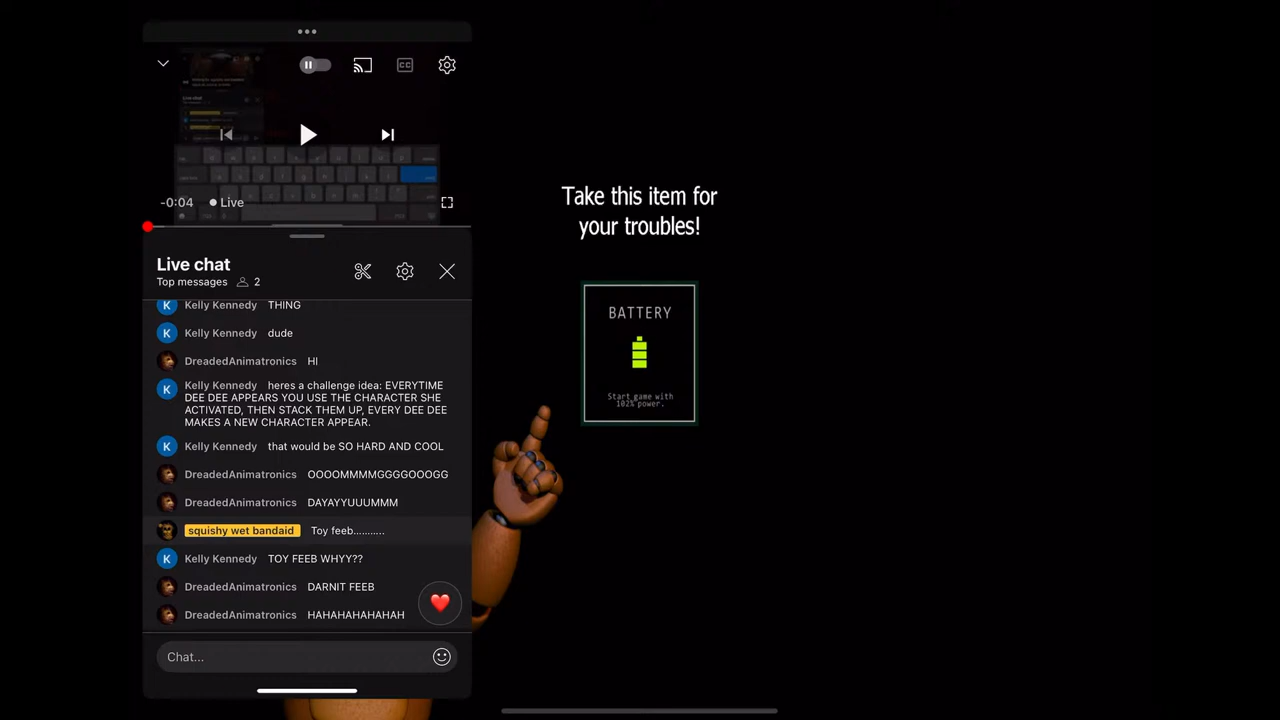 -0:04
Live
Live chat
Top messages 2
Kelly Kennedy THING
Kelly Kennedy dude
DreadedAnimatronics HI
Kelly Kennedy heres a challenge idea: EVERYTIME
DEE DEE APPEARS YOU USE THE CHARACTER SHE
ACTIVATED, THEN STACK THEM UP, EVERY DEE DEE
MAKES A NEW CHARACTER APPEAR.
Kelly Kennedy that would be SO HARD AND COOL
DreadedAnimatronics OOOOMMMMGGGGOOOGG
DreadedAnimatronics DAYAYYUUUMMM
squishy wet bandaid Toy feeb...........
Kelly Kennedy TOY FEEB WHYY??
DreadedAnimatronics DARNIT FEEB
DreadedAnimatronics HAHAHAHAHAHAH
Chat...
Take this item for
your troubles!
BATTERY
Start game with
102% power.